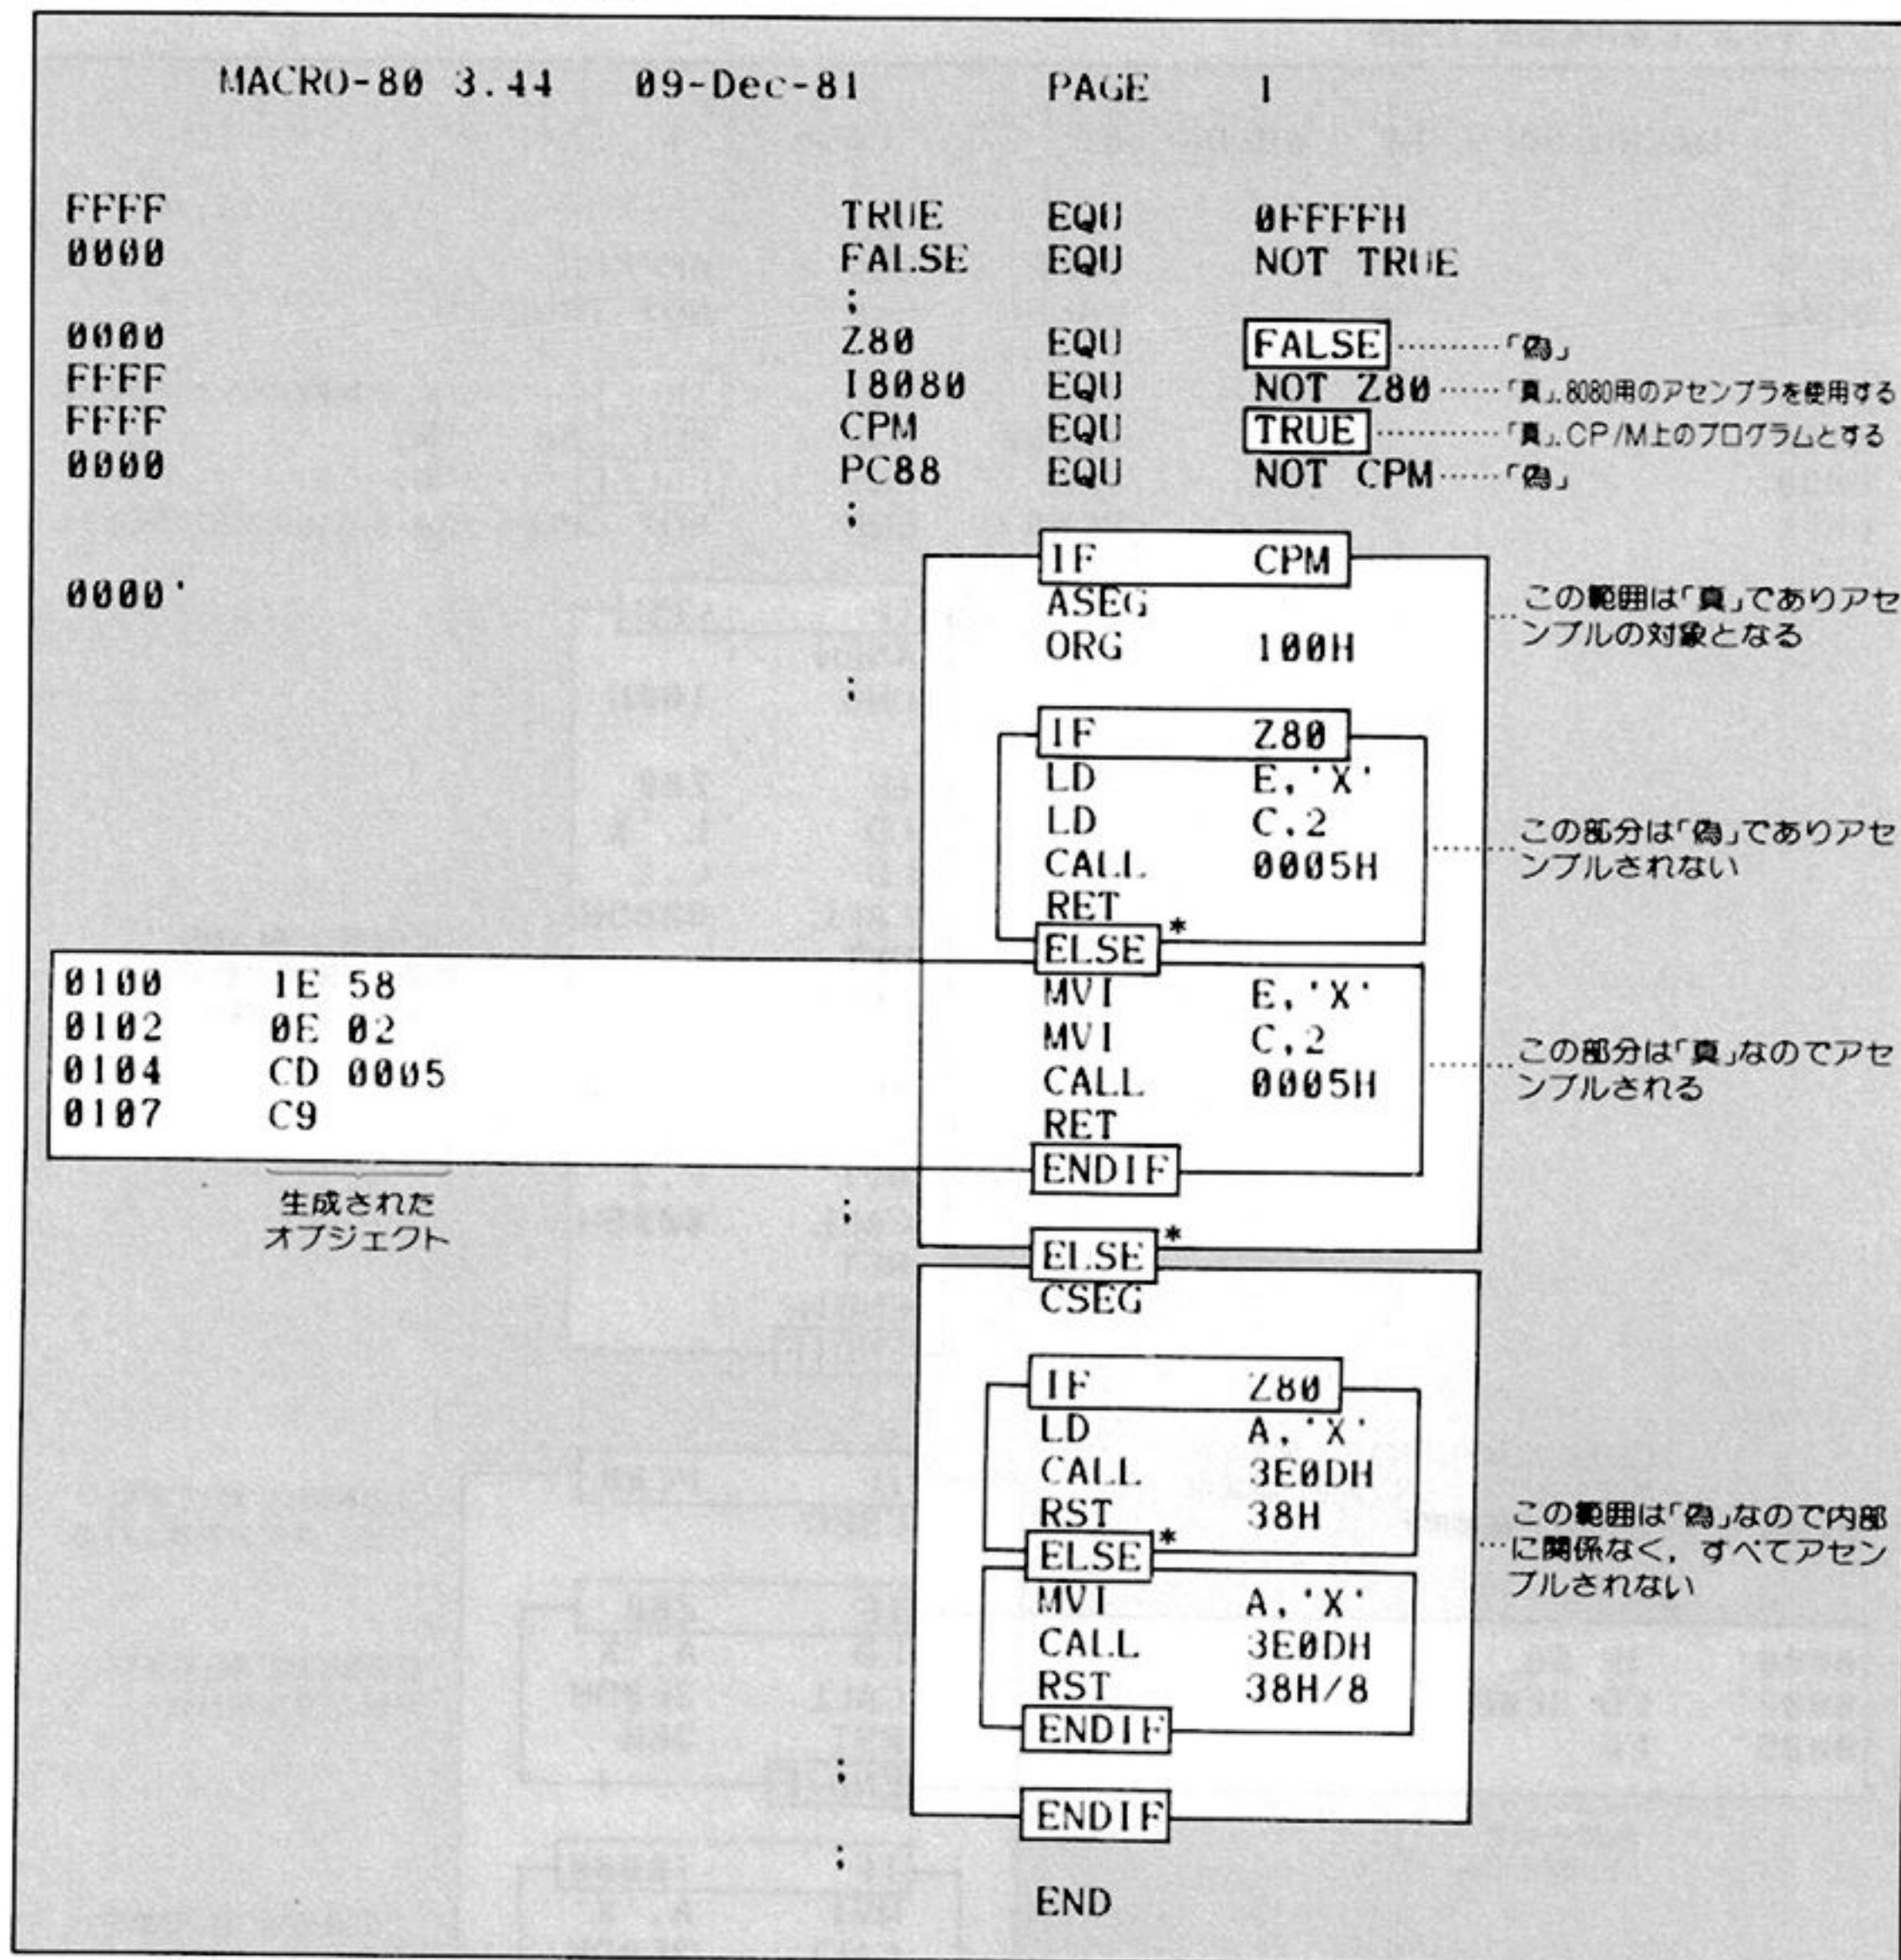 MACRO-80 3.44 09-Dec-81 PAGE 1
FFFF TRUE EQU 0FFFFH
0000 FALSE EQU NOT TRUE
;
0000 Z80 EQU FALSE ………「偽」
FFFF I8080 EQU NOT Z80 ……「真」.8080用のアセンブラを使用する
FFFF CPM EQU TRUE …………「真」.CP/M上のプログラムとする
0000 PC88 EQU NOT CPM ……「偽」
;
IF CPM
0000' ASEG
ORG 100H
この範囲は「真」でありアセ
ンブルの対象となる
;
IF Z80
LD E,'X'
LD C,2
CALL 0005H
RET
この部分は「偽」でありアセ
ンブルされない
ELSE*
0100 1E 58 MVI E,'X'
0102 0E 02 MVI C,2
0104 CD 0005 CALL 0005H
0107 C9 RET
この部分は「真」なのでアセ
ンブルされる
ENDIF
生成された
オブジェクト
;
ELSE*
CSEG
IF Z80
LD A,'X'
CALL 3E0DH
RST 38H
ELSE*
MVI A,'X'
CALL 3E0DH
RST 38H/8
ENDIF
この範囲は「偽」なので内部
に関係なく，すべてアセン
ブルされない
;
ENDIF
;
END